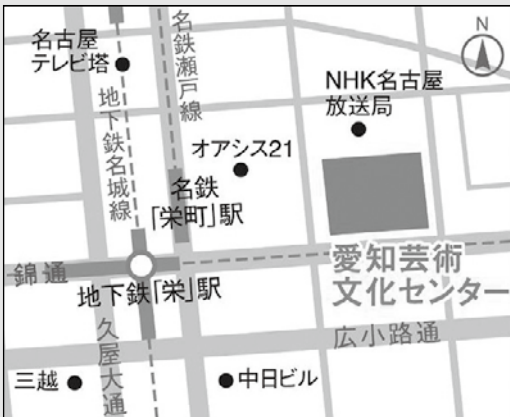 名古屋
テレビ塔
地下鉄名城線
名鉄瀬戸線
N
NHK名古屋
放送局
オアシス21
名鉄
「栄町」駅
錦通
地下鉄「栄」駅
愛知芸術
文化センター
久屋大通
広小路通
三越
中日ビル